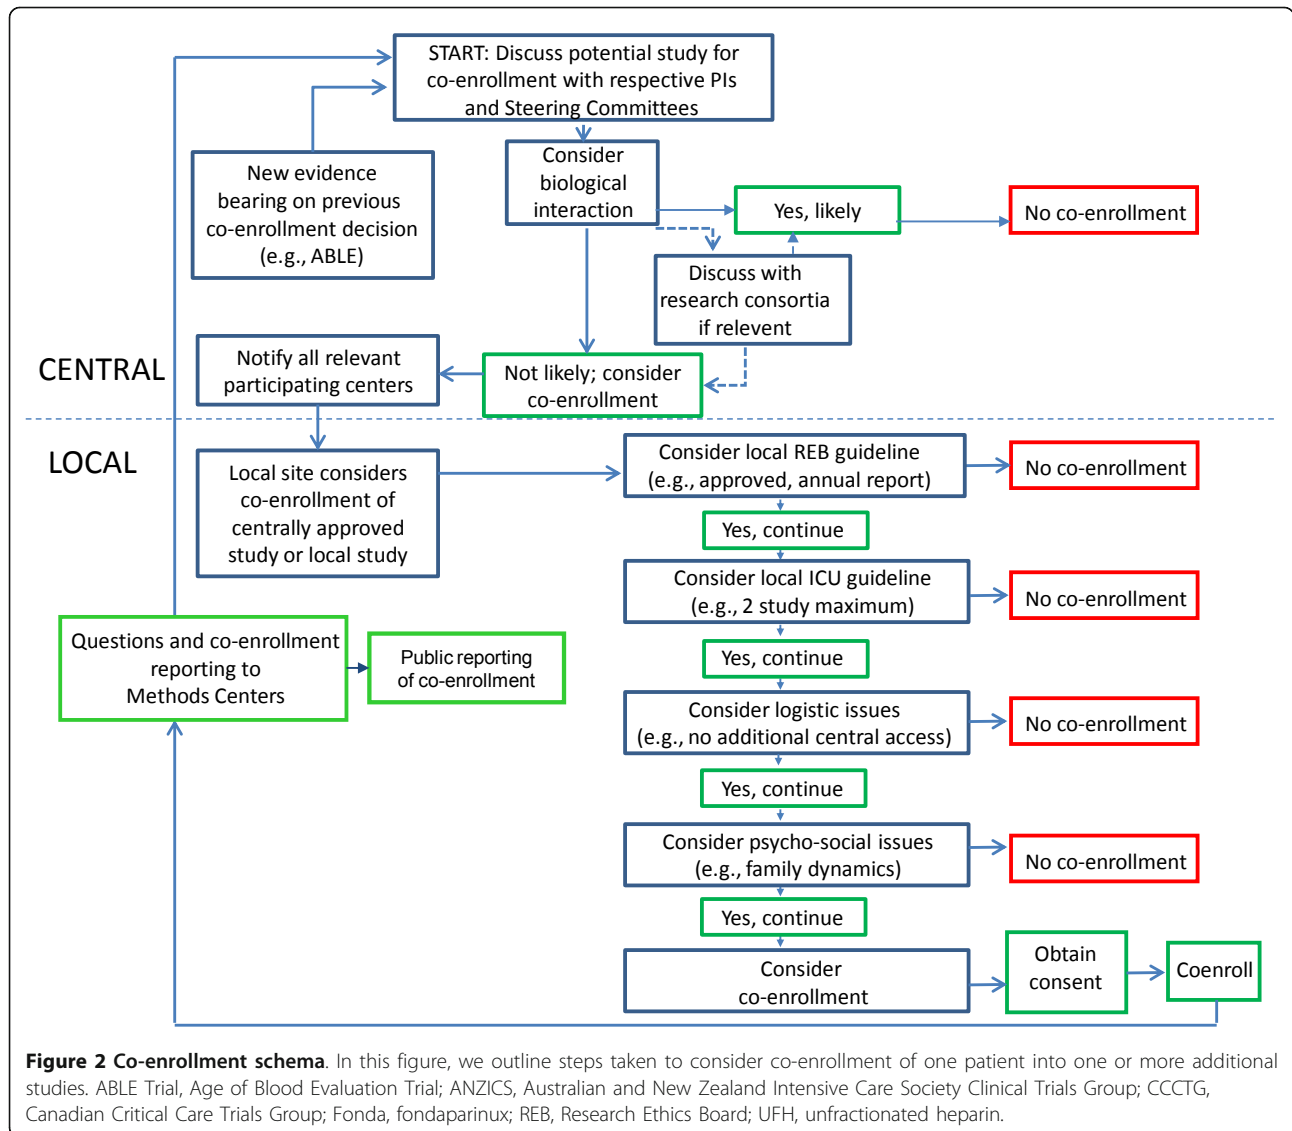 START: Discuss potential study for
co-enrollment with respective PIs
and Steering Committees
New evidence
bearing on previous
co-enrollment decision
(e.g., ABLE)
Consider
biological
interaction
Yes, likely
No co-enrollment
Discuss with
research consortia
if relevent
CENTRAL
Notify all relevant
participating centers
Not likely; consider
co-enrollment
LOCAL
Local site considers
co-enrollment of
centrally approved
study or local study
Consider local REB guideline
(e.g., approved, annual report)
No co-enrollment
Yes, continue
Consider local ICU guideline
(e.g., 2 study maximum)
No co-enrollment
Yes, continue
Questions and co-enrollment
reporting to
Methods Centers
Public reporting
of co-enrollment
Consider logistic issues
(e.g., no additional central access)
No co-enrollment
Yes, continue
Consider psycho-social issues
(e.g., family dynamics)
No co-enrollment
Yes, continue
Consider
co-enrollment
Obtain
consent
Coenroll
Figure 2 Co-enrollment schema. In this figure, we outline steps taken to consider co-enrollment of one patient into one or more additional
studies. ABLE Trial, Age of Blood Evaluation Trial; ANZICS, Australian and New Zealand Intensive Care Society Clinical Trials Group; CCCTG,
Canadian Critical Care Trials Group; Fonda, fondaparinux; REB, Research Ethics Board; UFH, unfractionated heparin.